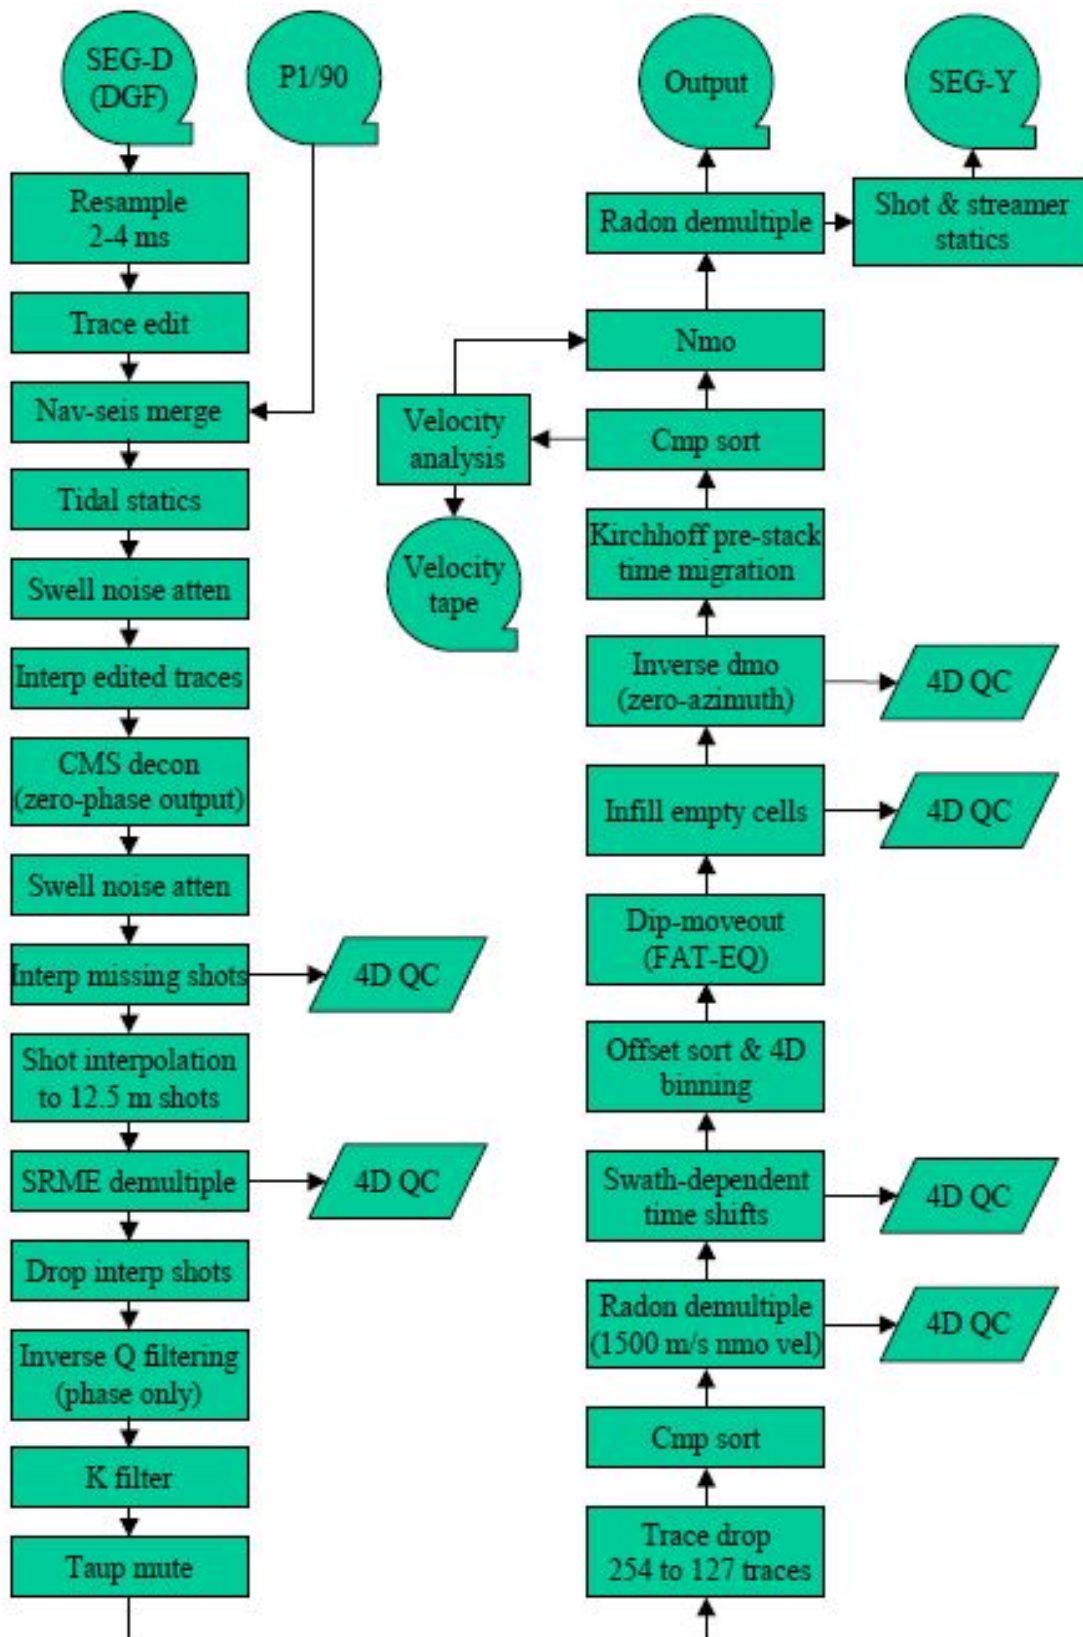 SEG-D
(DGF)
P1/90
Resample
2-4 ms
Trace edit
Nav-seis merge
Tidal statics
Swell noise atten
Interp edited traces
CMS decon
(zero-phase output)
Swell noise atten
Interp missing shots
4D QC
Shot interpolation
to 12.5 m shots
SRME demultiple
4D QC
Drop interp shots
Inverse Q filtering
(phase only)
K filter
Taup mute
Output
SEG-Y
Radon demultiple
Shot & streamer
statics
Nmo
Velocity
analysis
Cmp sort
Velocity
tape
Kirchhoff pre-stack
time migration
Inverse dmo
(zero-azimuth)
4D QC
Infill empty cells
4D QC
Dip-moveout
(FAT-EQ)
Offset sort & 4D
binning
Swath-dependent
time shifts
4D QC
Radon demultiple
(1500 m/s nmo vel)
4D QC
Cmp sort
Trace drop
254 to 127 traces